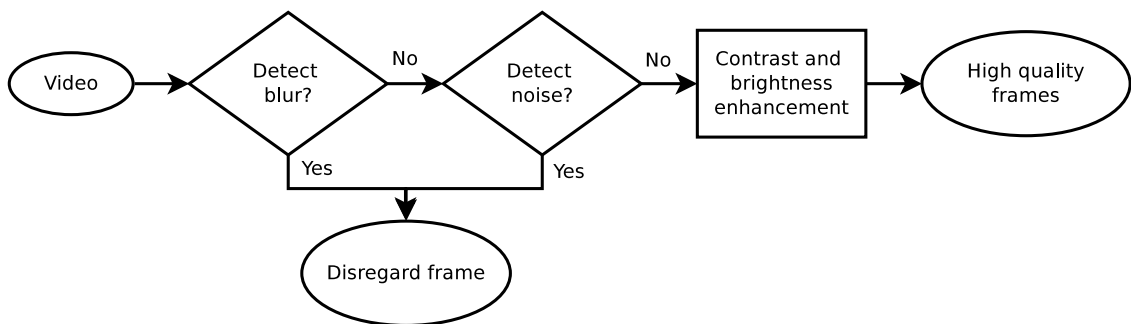 Video
Detect
blur?
No
Detect
noise?
No
Contrast and
brightness
enhancement
High quality
frames
Yes
Yes
Disregard frame